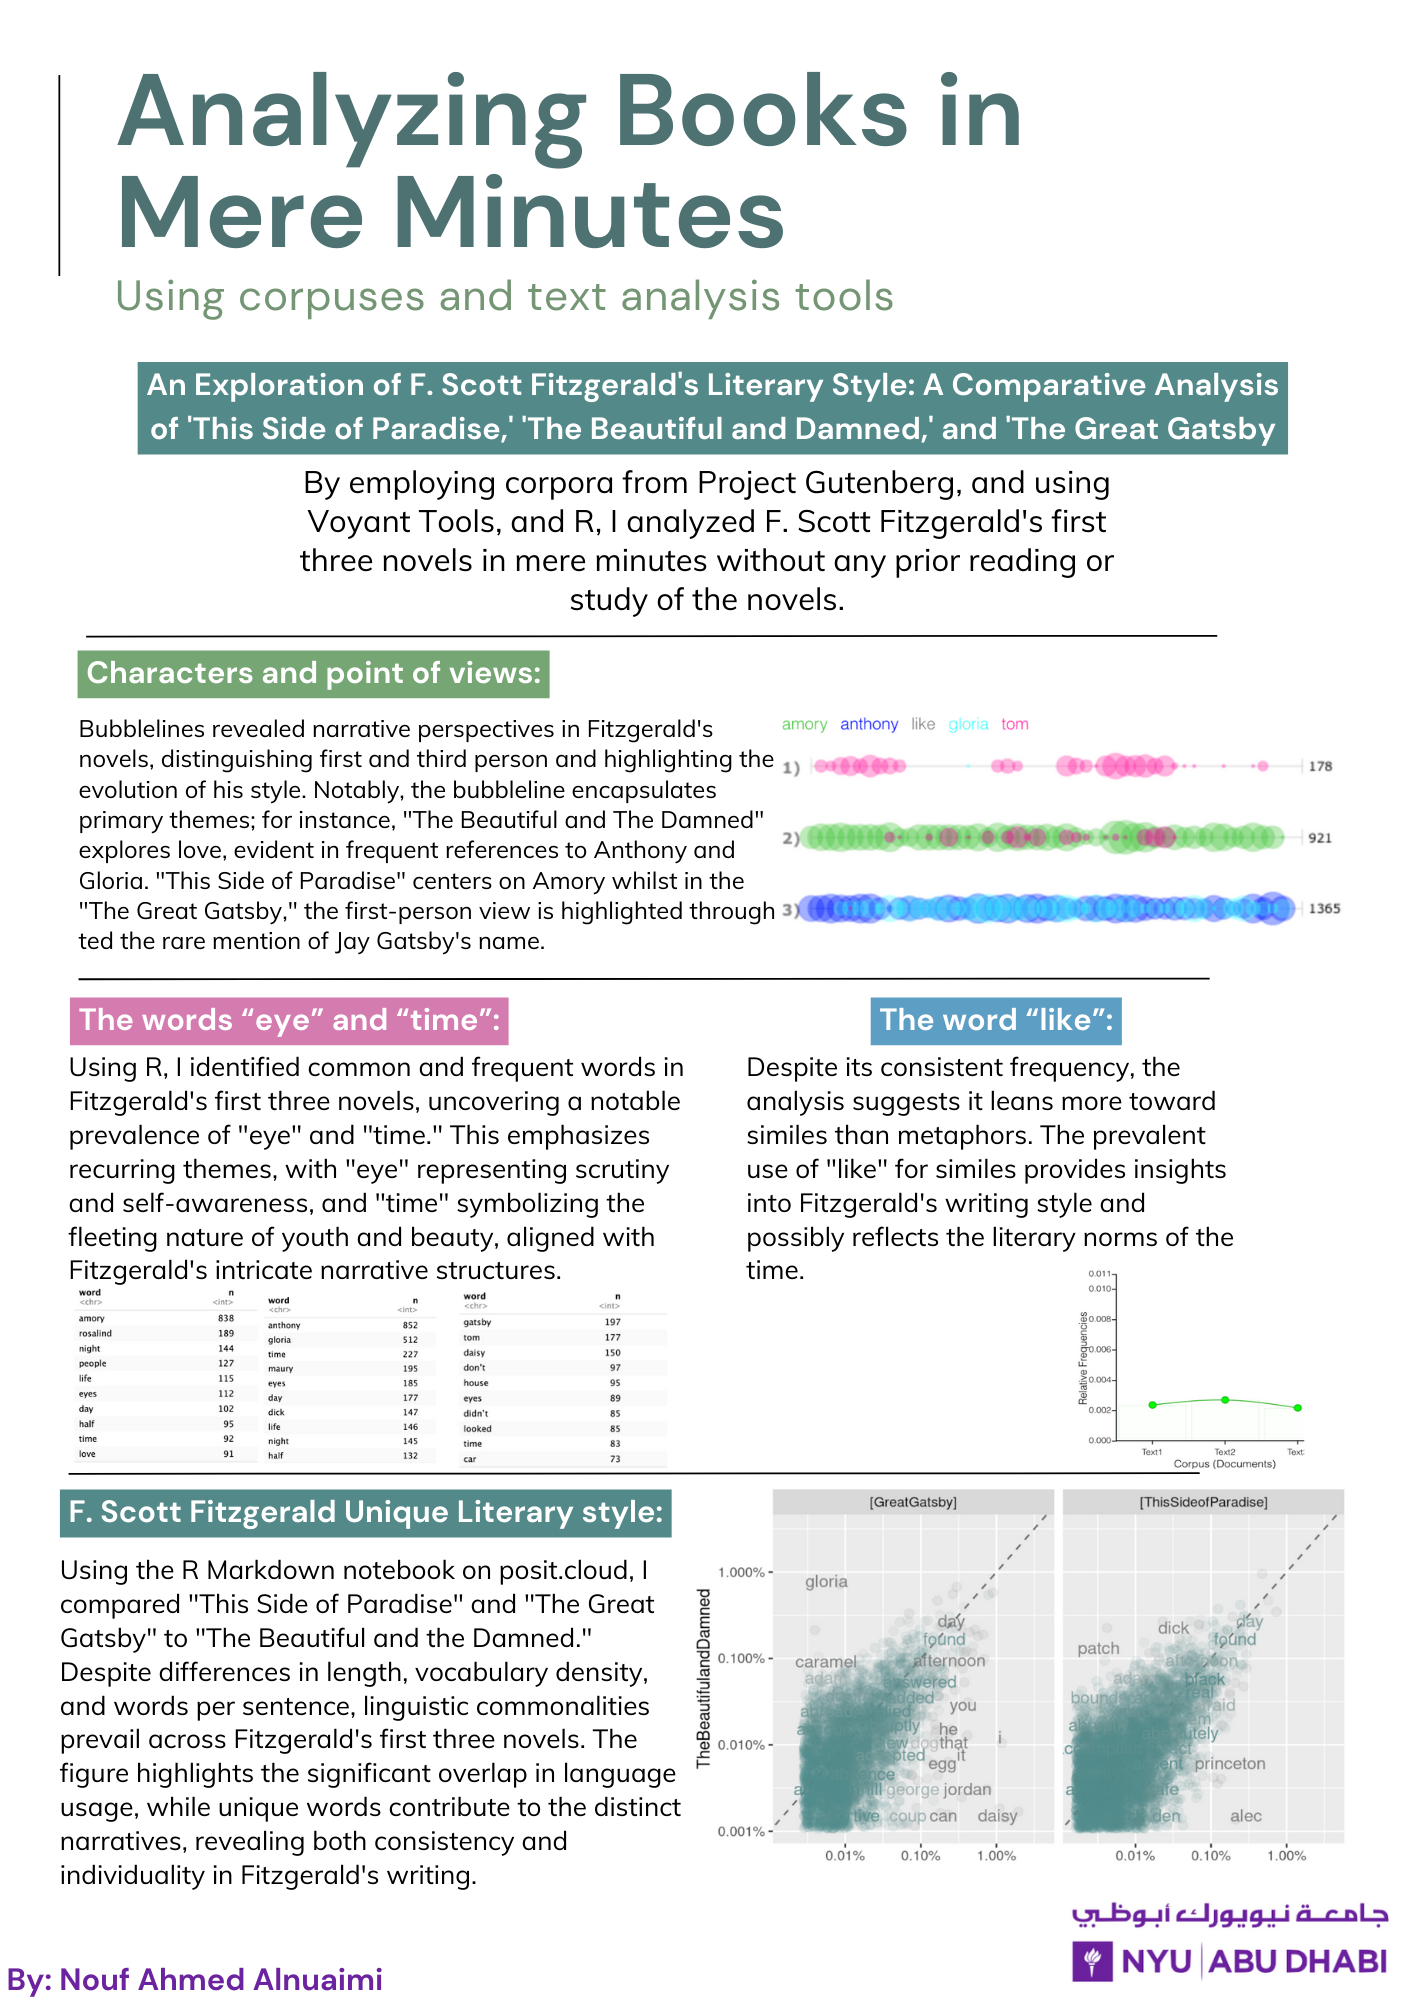 Analyzing Books in
Mere Minutes
Using corpuses and text analysis tools
An Exploration of F. Scott Fitzgerald's Literary Style: A Comparative Analysis
of 'This Side of Paradise,' 'The Beautiful and Damned,' and 'The Great Gatsby
By employing corpora from Project Gutenberg, and using
Voyant Tools, and R, I analyzed F. Scott Fitzgerald's first
three novels in mere minutes without any prior reading or
study of the novels.
Characters and point of views:
Bubblelines revealed narrative perspectives in Fitzgerald's
novels, distinguishing first and third person and highlighting the
evolution of his style. Notably, the bubbleline encapsulates
primary themes; for instance, "The Beautiful and The Damned"
explores love, evident in frequent references to Anthony and
Gloria. "This Side of Paradise" centers on Amory whilst in the
"The Great Gatsby," the first-person view is highlighted through
ted the rare mention of Jay Gatsby's name.
amory anthony like gloria tom
1) 178
2) 921
3) 1365
The words “eye” and “time”:
Using R, I identified common and frequent words in
Fitzgerald's first three novels, uncovering a notable
prevalence of "eye" and "time." This emphasizes
recurring themes, with "eye" representing scrutiny
and self-awareness, and "time" symbolizing the
fleeting nature of youth and beauty, aligned with
Fitzgerald's intricate narrative structures.
word n
<chr> <int>
amory 838
rosalind 189
night 144
people 127
life 115
eyes 112
day 102
half 95
time 92
love 91
word n
<chr> <int>
anthony 852
gloria 512
time 227
maury 195
eyes 185
day 177
dick 147
life 146
night 145
half 132
word n
<chr> <int>
gatsby 197
tom 177
daisy 150
don't 97
house 95
eyes 89
didn't 85
looked 85
time 83
car 73
The word “like”:
Despite its consistent frequency, the
analysis suggests it leans more toward
similes than metaphors. The prevalent
use of "like" for similes provides insights
into Fitzgerald's writing style and
possibly reflects the literary norms of the
time.
Relative Frequencies
0.011
0.010
0.008
0.006
0.004
0.002
0.000
Text1 Text2 Text
Corpus (Documents)
F. Scott Fitzgerald Unique Literary style:
Using the R Markdown notebook on posit.cloud, I
compared "This Side of Paradise" and "The Great
Gatsby" to "The Beautiful and the Damned."
Despite differences in length, vocabulary density,
and words per sentence, linguistic commonalities
prevail across Fitzgerald's first three novels. The
figure highlights the significant overlap in language
usage, while unique words contribute to the distinct
narratives, revealing both consistency and
individuality in Fitzgerald's writing.
TheBeautifulandDamned
1.000%
0.100%
0.010%
0.001%
[GreatGatsby]
gloria
day
found
caramel afternoon
answered
added you
he
dog that i
egg it
george jordan
coup can daisy
0.01% 0.10% 1.00%
[ThisSideofParadise]
dick day
patch found
afternoon
black
princeton
alec
0.01% 0.10% 1.00%
جامعة نيويورك أبوظبي
NYU ABU DHABI
By: Nouf Ahmed Alnuaimi